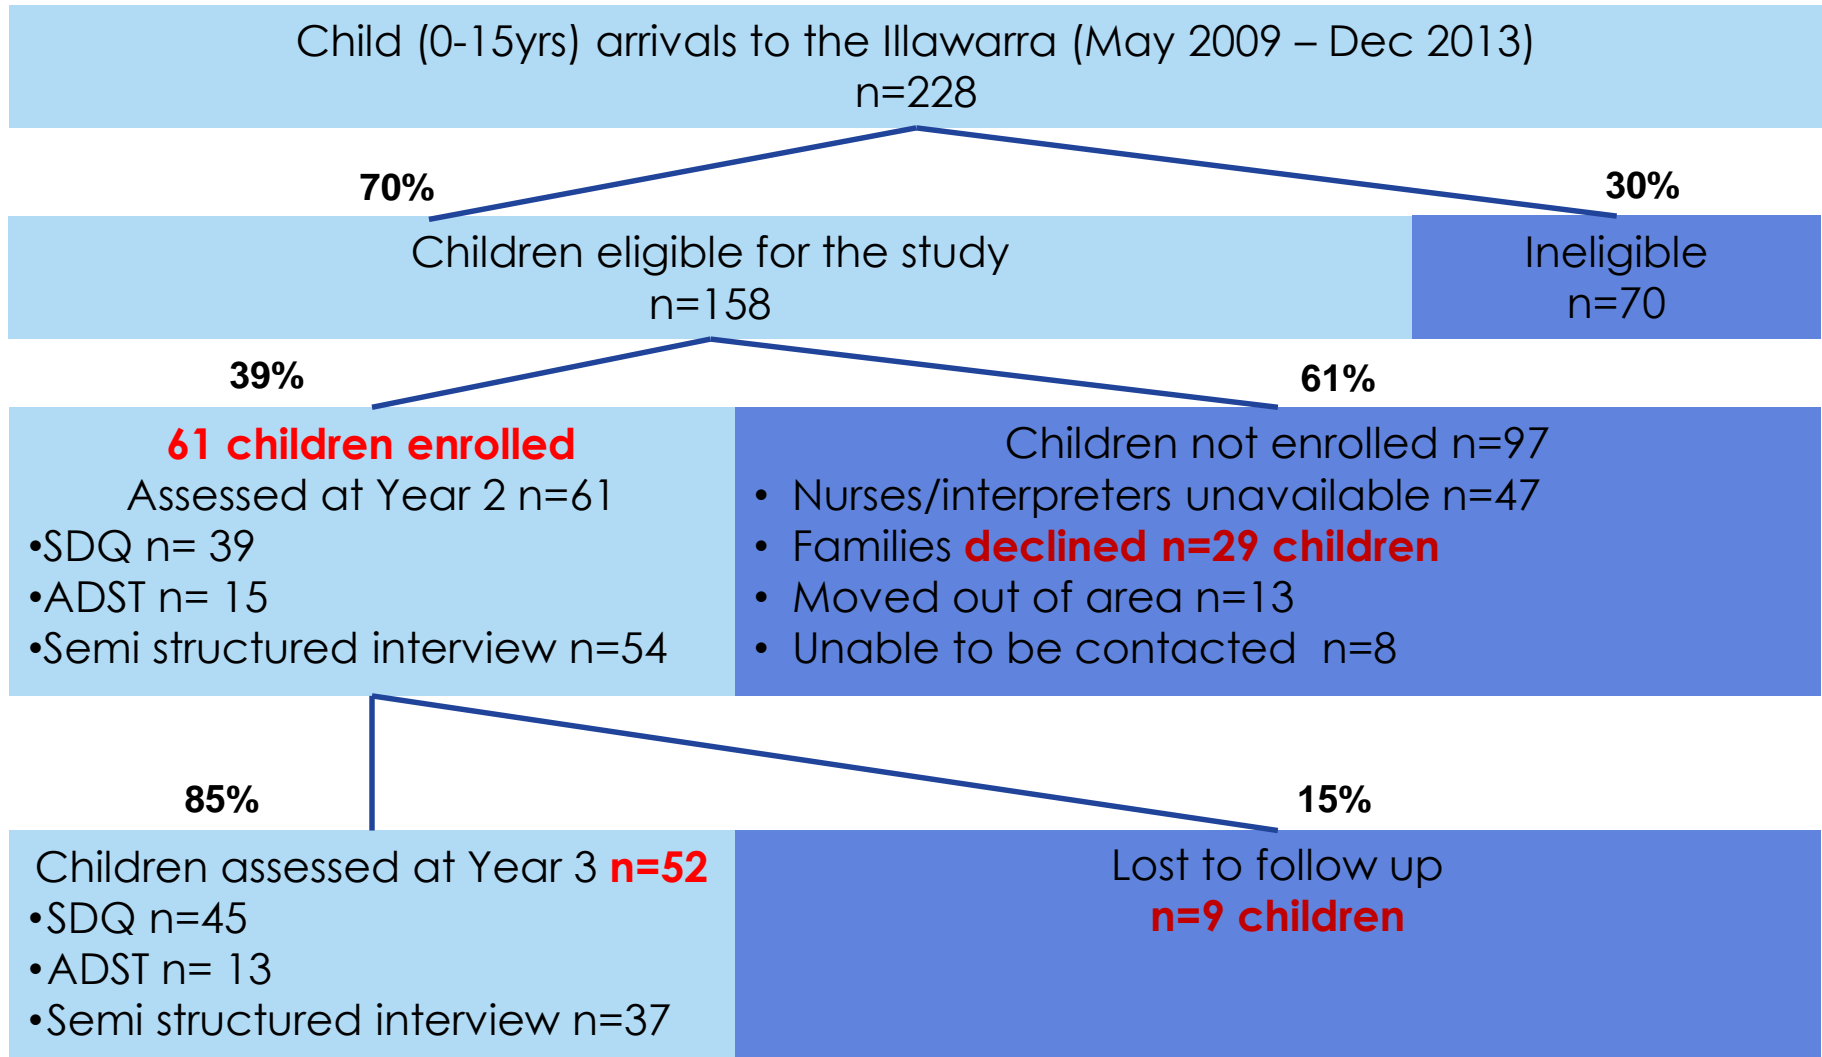 Child (0-15yrs) arrivals to the Illawarra (May 2009 – Dec 2013)
n=228
70%
30%
Children eligible for the study
n=158
Ineligible
n=70
39%
61%
61 children enrolled
Assessed at Year 2 n=61
•SDQ n= 39
•ADST n= 15
•Semi structured interview n=54
Children not enrolled n=97
• Nurses/interpreters unavailable n=47
• Families declined n=29 children
• Moved out of area n=13
• Unable to be contacted  n=8
85%
15%
Children assessed at Year 3 n=52
•SDQ n=45
•ADST n= 13
•Semi structured interview n=37
Lost to follow up
n=9 children